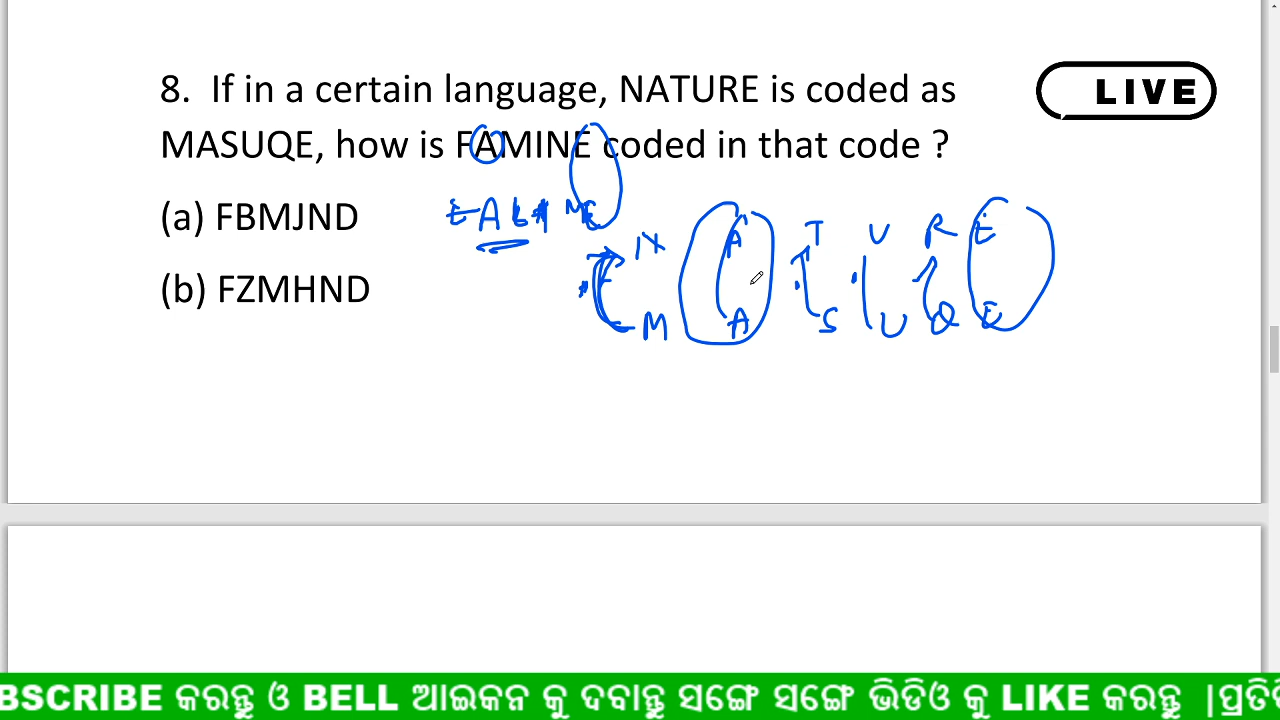 8. If in a certain language, NATURE is coded as
LIVE
MASUQE, how is FAMINE coded in that code ?
(a) FBMJND
E A L I M E
(b) FZMHND
N A T U R E
M A S U Q E
BSCRIBE କରନ୍ତୁ ଓ BELL ଆଇକନ କୁ ଦବାନ୍ତୁ ସଙ୍ଗେ ସଙ୍ଗେ ଭିଡିଓ କୁ LIKE କରନ୍ତୁ |